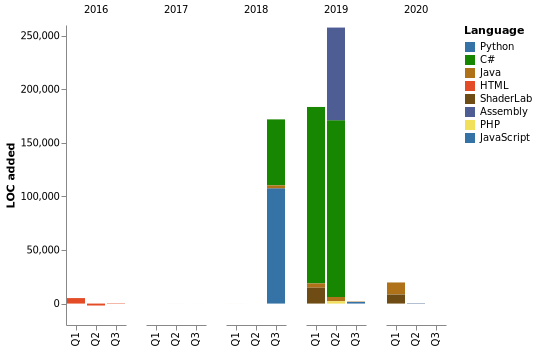 2016 2017 2018 2019 2020
Language
Python
C#
Java
HTML
ShaderLab
Assembly
PHP
JavaScript
LOC added
250,000
200,000
150,000
100,000
50,000
0
Q1 Q2 Q3 Q1 Q2 Q3 Q1 Q2 Q3 Q1 Q2 Q3 Q1 Q2 Q3